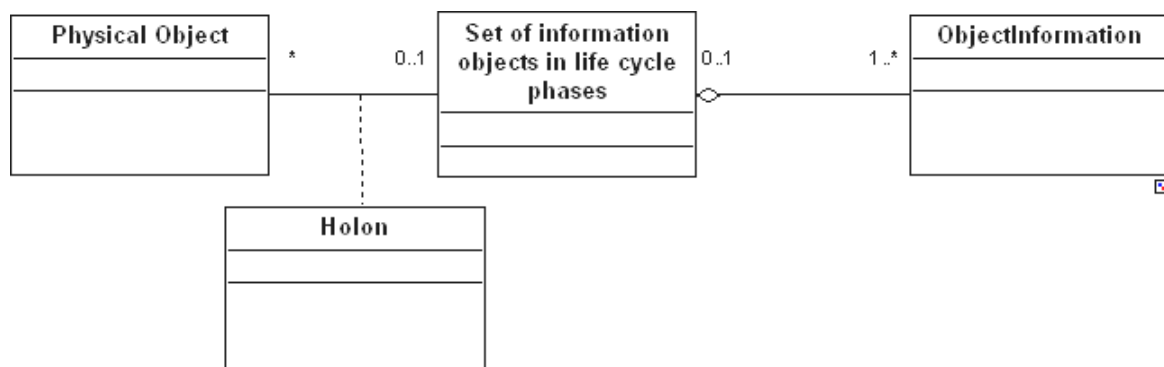 Physical Object
*
0..1
Set of information
objects in life cycle
phases
0..1
1..*
ObjectInformation
Holon